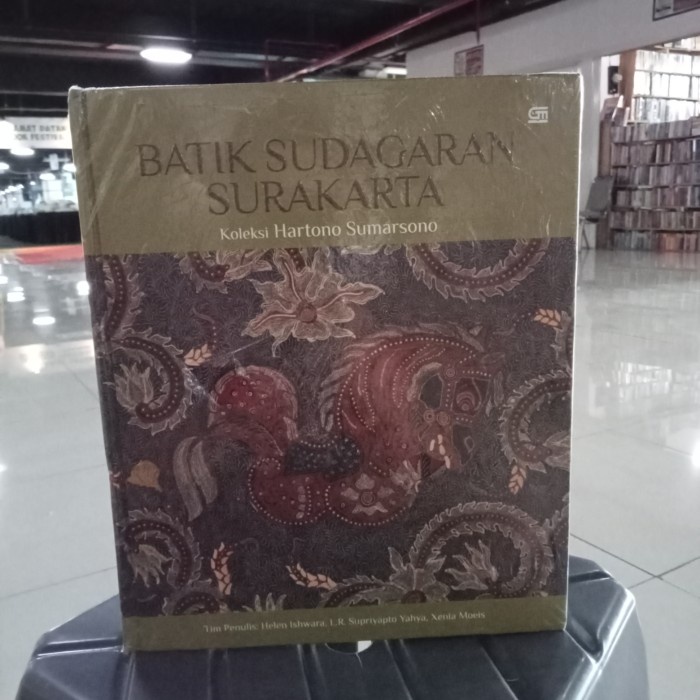 BATIK SUDAGARAN
SURAKARTA
Koleksi Hartono Sumarsono
Tim Penulis: Helen Ishwara, L.R. Supriyapto Yahya, Xenia Moeis